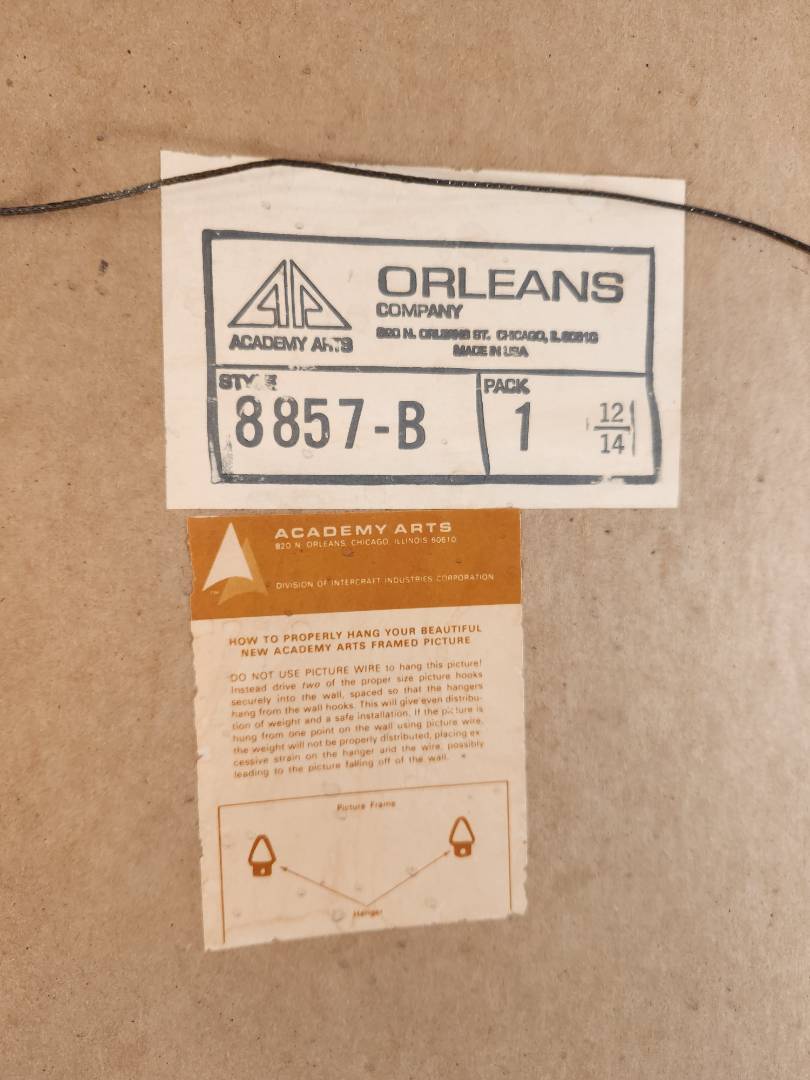 ORLEANS
COMPANY
820 N. ORLEANS ST. CHICAGO, IL 60610
MADE IN USA
ACADEMY ARTS
STYLE
8857-B
PACK
1
12
14
ACADEMY ARTS
820 N. ORLEANS, CHICAGO, ILLINOIS 60610
DIVISION OF INTERCRAFT INDUSTRIES CORPORATION
HOW TO PROPERLY HANG YOUR BEAUTIFUL
NEW ACADEMY ARTS FRAMED PICTURE
DO NOT USE PICTURE WIRE to hang this picture!
Instead drive two of the proper size picture hooks
securely into the wall, spaced so that the hangers
hang from the wall hooks. This will give even distribu-
tion of weight and a safe installation. If the picture is
hung from one point on the wall using picture wire,
the weight will not be properly distributed, placing ex
cessive strain on the hanger and the wire, possibly
leading to the picture falling off of the wall.
Picture Frame
Hanger